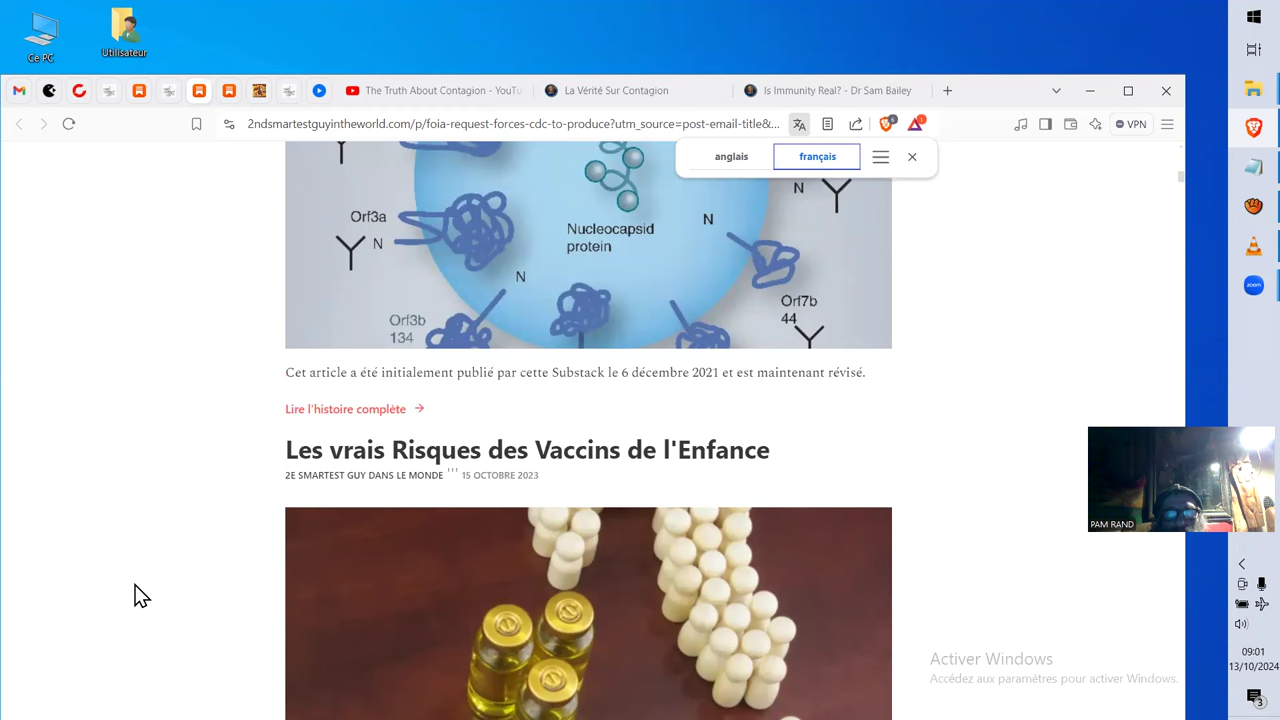 Ce PC
Utilisateur
The Truth About Contagion - YouTu
La Vérité Sur Contagion
Is Immunity Real? - Dr Sam Bailey
2ndsmartestguyintheworld.com/p/foia-request-forces-cdc-to-produce?utm_source=post-email-title&...
VPN
anglais
français
Orf3a
N
Nucleocapsid
protein
N
N
N
Orf7b
44
Orf3b
134
Cet article a été initialement publié par cette Substack le 6 décembre 2021 et est maintenant révisé.
Lire l'histoire complète
Les vrais Risques des Vaccins de l'Enfance
2E SMARTEST GUY DANS LE MONDE
15 OCTOBRE 2023
PAM RAND
zoom
Activer Windows
Accédez aux paramètres pour activer Windows.
09:01
13/10/2024
3